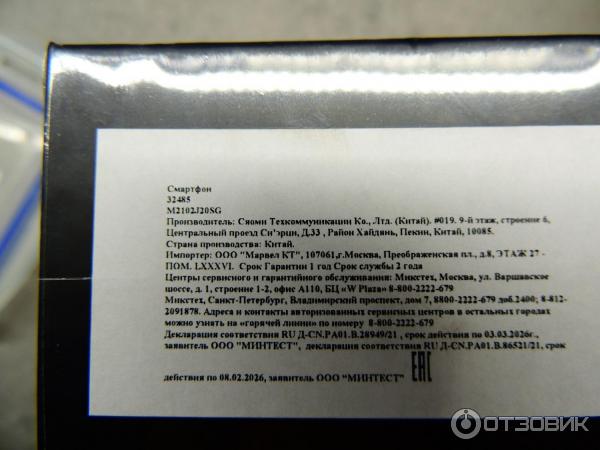 Смартфон
32485
M2102J20SG
Производитель: Сяоми Техкоммуникации Ко., Лтд. (Китай). #019. 9-й этаж, строение 6,
Центральный проезд Си'эрци, Д.33 , Район Хайдянь, Пекин, Китай, 10085.
Страна производства: Китай.
Импортер: ООО "Марвел КТ", 107061,г.Москва, Преображенская пл., д.8, ЭТАЖ 27 -
ПОМ. LXXXVI. Срок Гарантии 1 год Срок службы 2 года
Центры сервисного и гарантийного обслуживания: Микстех, Москва, ул. Варшавское
шоссе, д. 1, строение 1-2, офис А110, БЦ «W Plaza» 8-800-2222-679
Микстех, Санкт-Петербург, Владимирский проспект, дом 7, 8800-2222-679 доб.2400; 8-812-
2091878. Адреса и контакты авторизованных сервисных центров в остальных городах
можно узнать на «горячей линии» по номеру 8-800-2222-679
Декларация соответствия RU Д-CN.РА01.В.28949/21 , срок действия по 03.03.2026г.,
заявитель ООО "МИНТЕСТ", декларация соответствия RU Д-CN.РА01.В.86521/21, срок
действия по 08.02.2026, заявитель ООО "МИНТЕСТ" EAC
ОТЗОВИК